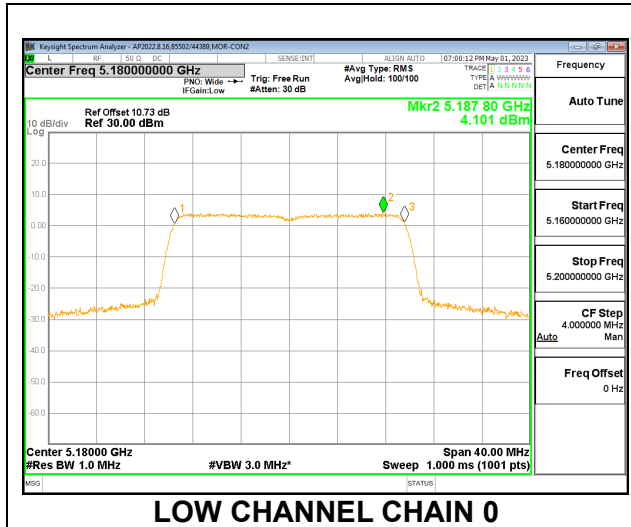 Keysight Spectrum Analyzer - AP2022.8.16,85502/44389,MOR-CON2
L RF 50 Ω DC SENSE:INT ALIGN AUTO 07:00:12 PM May 01, 2023
Center Freq 5.180000000 GHz
PNO: Wide
IFGain:Low
Trig: Free Run
#Atten: 30 dB
#Avg Type: RMS
Avg|Hold: 100/100
TRACE 1 2 3 4 5 6
TYPE A WWWWW
DET A N N N N N
Frequency
Ref Offset 10.73 dB
10 dB/div Ref 30.00 dBm
Log
Mkr2 5.187 80 GHz
4.101 dBm
20.0
10.0
0.00
-10.0
-20.0
-30.0
-40.0
-50.0
-60.0
1
2
3
Center 5.18000 GHz Span 40.00 MHz
#Res BW 1.0 MHz #VBW 3.0 MHz* Sweep 1.000 ms (1001 pts)
Auto Tune
Center Freq
5.180000000 GHz
Start Freq
5.160000000 GHz
Stop Freq
5.200000000 GHz
CF Step
4.000000 MHz
Auto Man
Freq Offset
0 Hz
MSG STATUS
LOW CHANNEL CHAIN 0